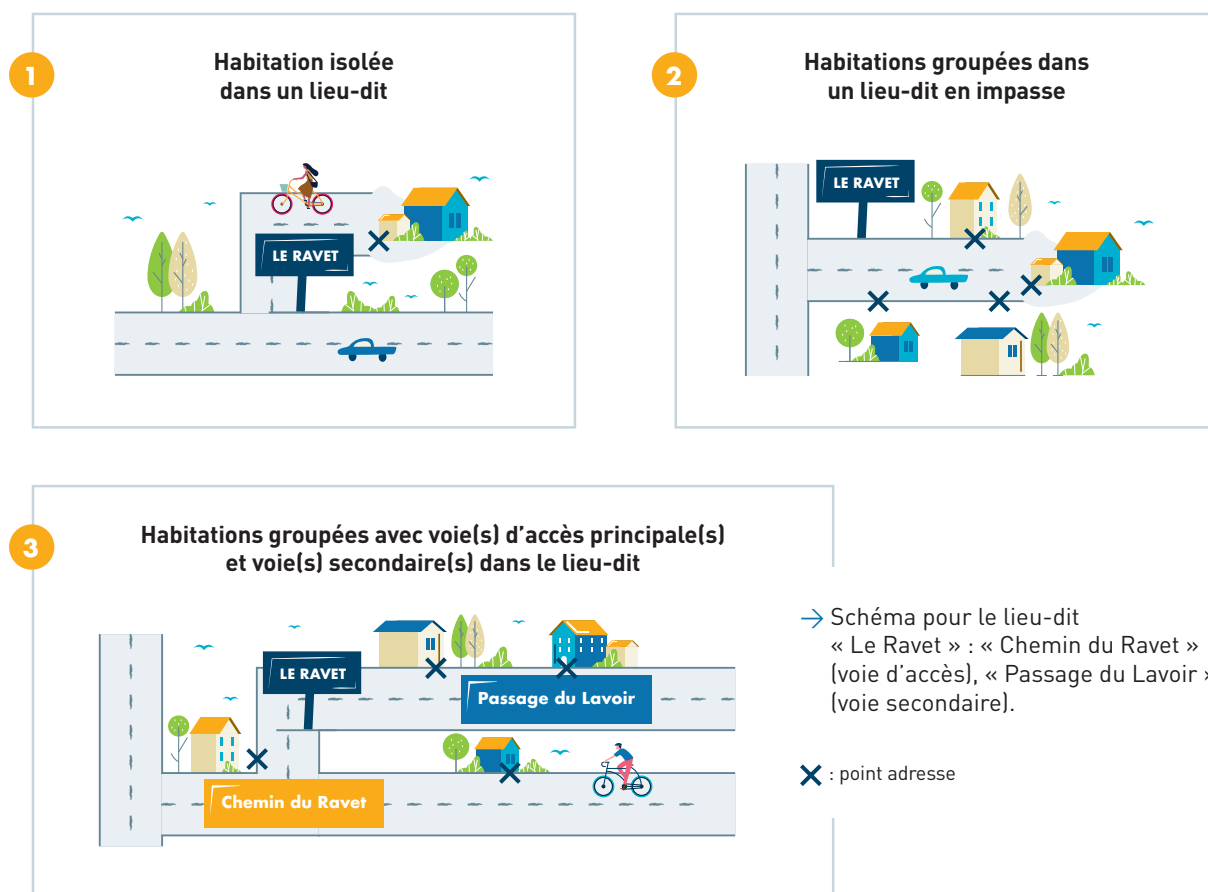 1
Habitation isolée
dans un lieu-dit
LE RAVET
2
Habitations groupées dans
un lieu-dit en impasse
LE RAVET
3
Habitations groupées avec voie(s) d’accès principale(s)
et voie(s) secondaire(s) dans le lieu-dit
LE RAVET
Passage du Lavoir
Chemin du Ravet
→ Schéma pour le lieu-dit
« Le Ravet » : « Chemin du Ravet »
(voie d’accès), « Passage du Lavoir »
(voie secondaire).
✕ : point adresse